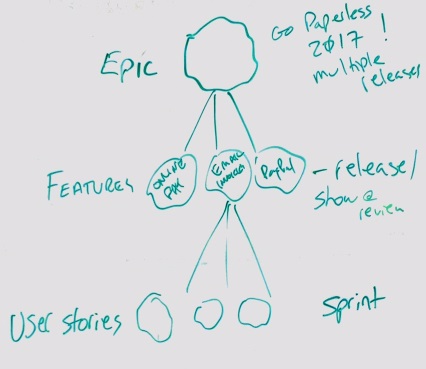 Epic
Go Paperless
2017 !
multiple
releases
Features
Online
Pay
Email
Invoices
PayPal
- release/
show @
review
User stories
Sprint